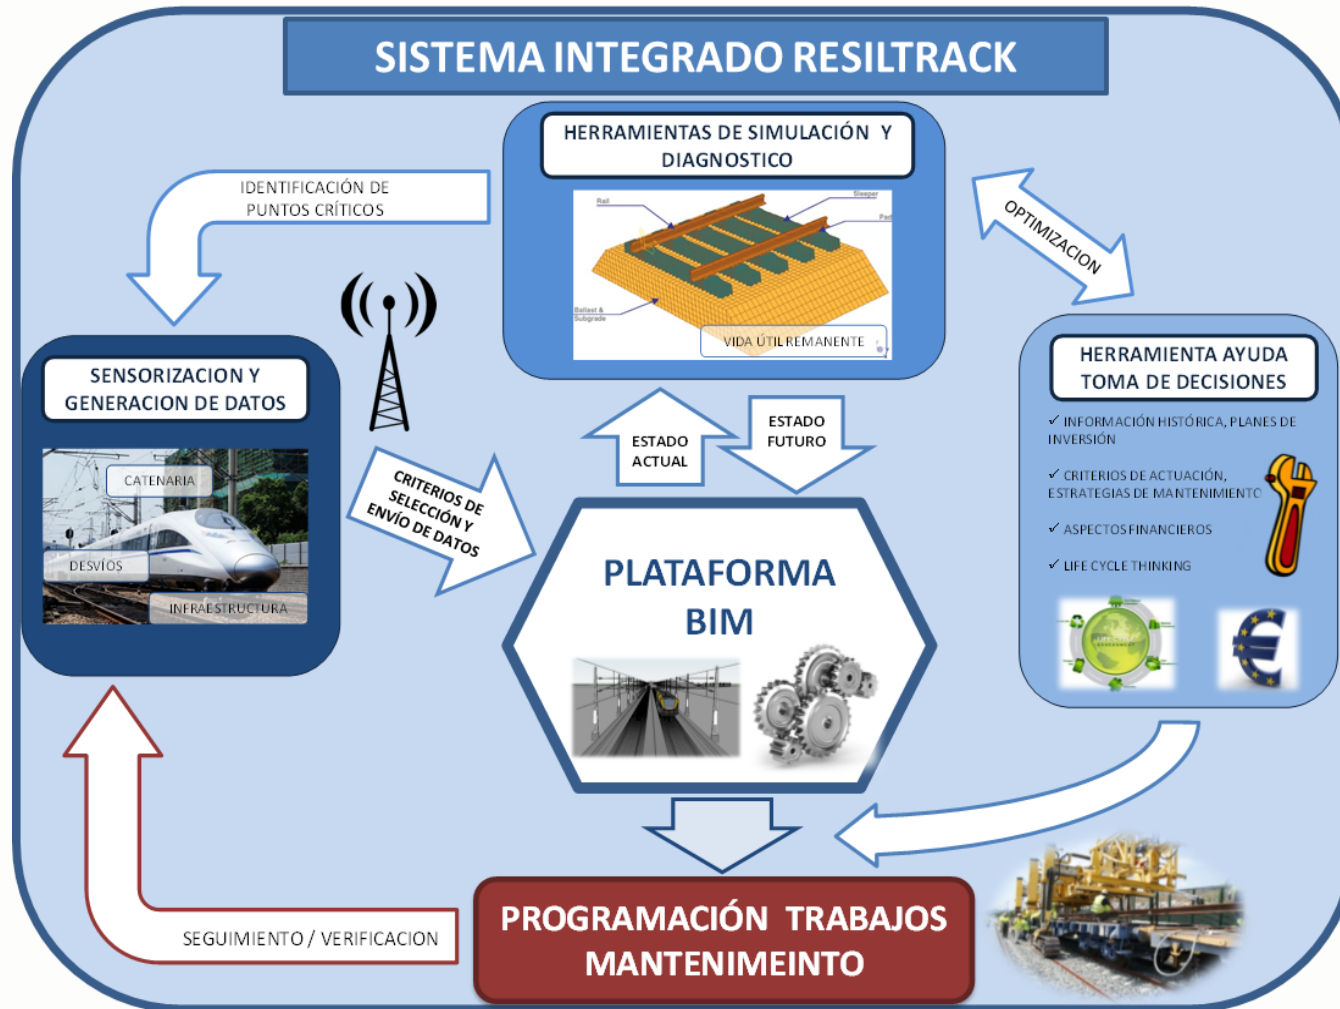 SISTEMA INTEGRADO RESILTRACK
HERRAMIENTAS DE SIMULACIÓN Y
DIAGNOSTICO
Sleeper
Rail
Pad
Ballast &
Subgrade
VIDA ÚTIL REMANENTE
IDENTIFICACIÓN DE
PUNTOS CRÍTICOS
OPTIMIZACION
SENSORIZACION Y
GENERACION DE DATOS
CATENARIA
DESVÍOS
INFRAESTRUCTURA
CRITERIOS DE
SELECCIÓN Y
ENVÍO DE DATOS
ESTADO
ACTUAL
ESTADO
FUTURO
HERRAMIENTA AYUDA
TOMA DE DECISIONES
✓ INFORMACIÓN HISTÓRICA, PLANES DE
INVERSIÓN
✓ CRITERIOS DE ACTUACIÓN,
ESTRATEGIAS DE MANTENIMIENTO
✓ ASPECTOS FINANCIEROS
✓ LIFE CYCLE THINKING
PLATAFORMA
BIM
PROGRAMACIÓN TRABAJOS
MANTENIMEINTO
SEGUIMIENTO / VERIFICACION